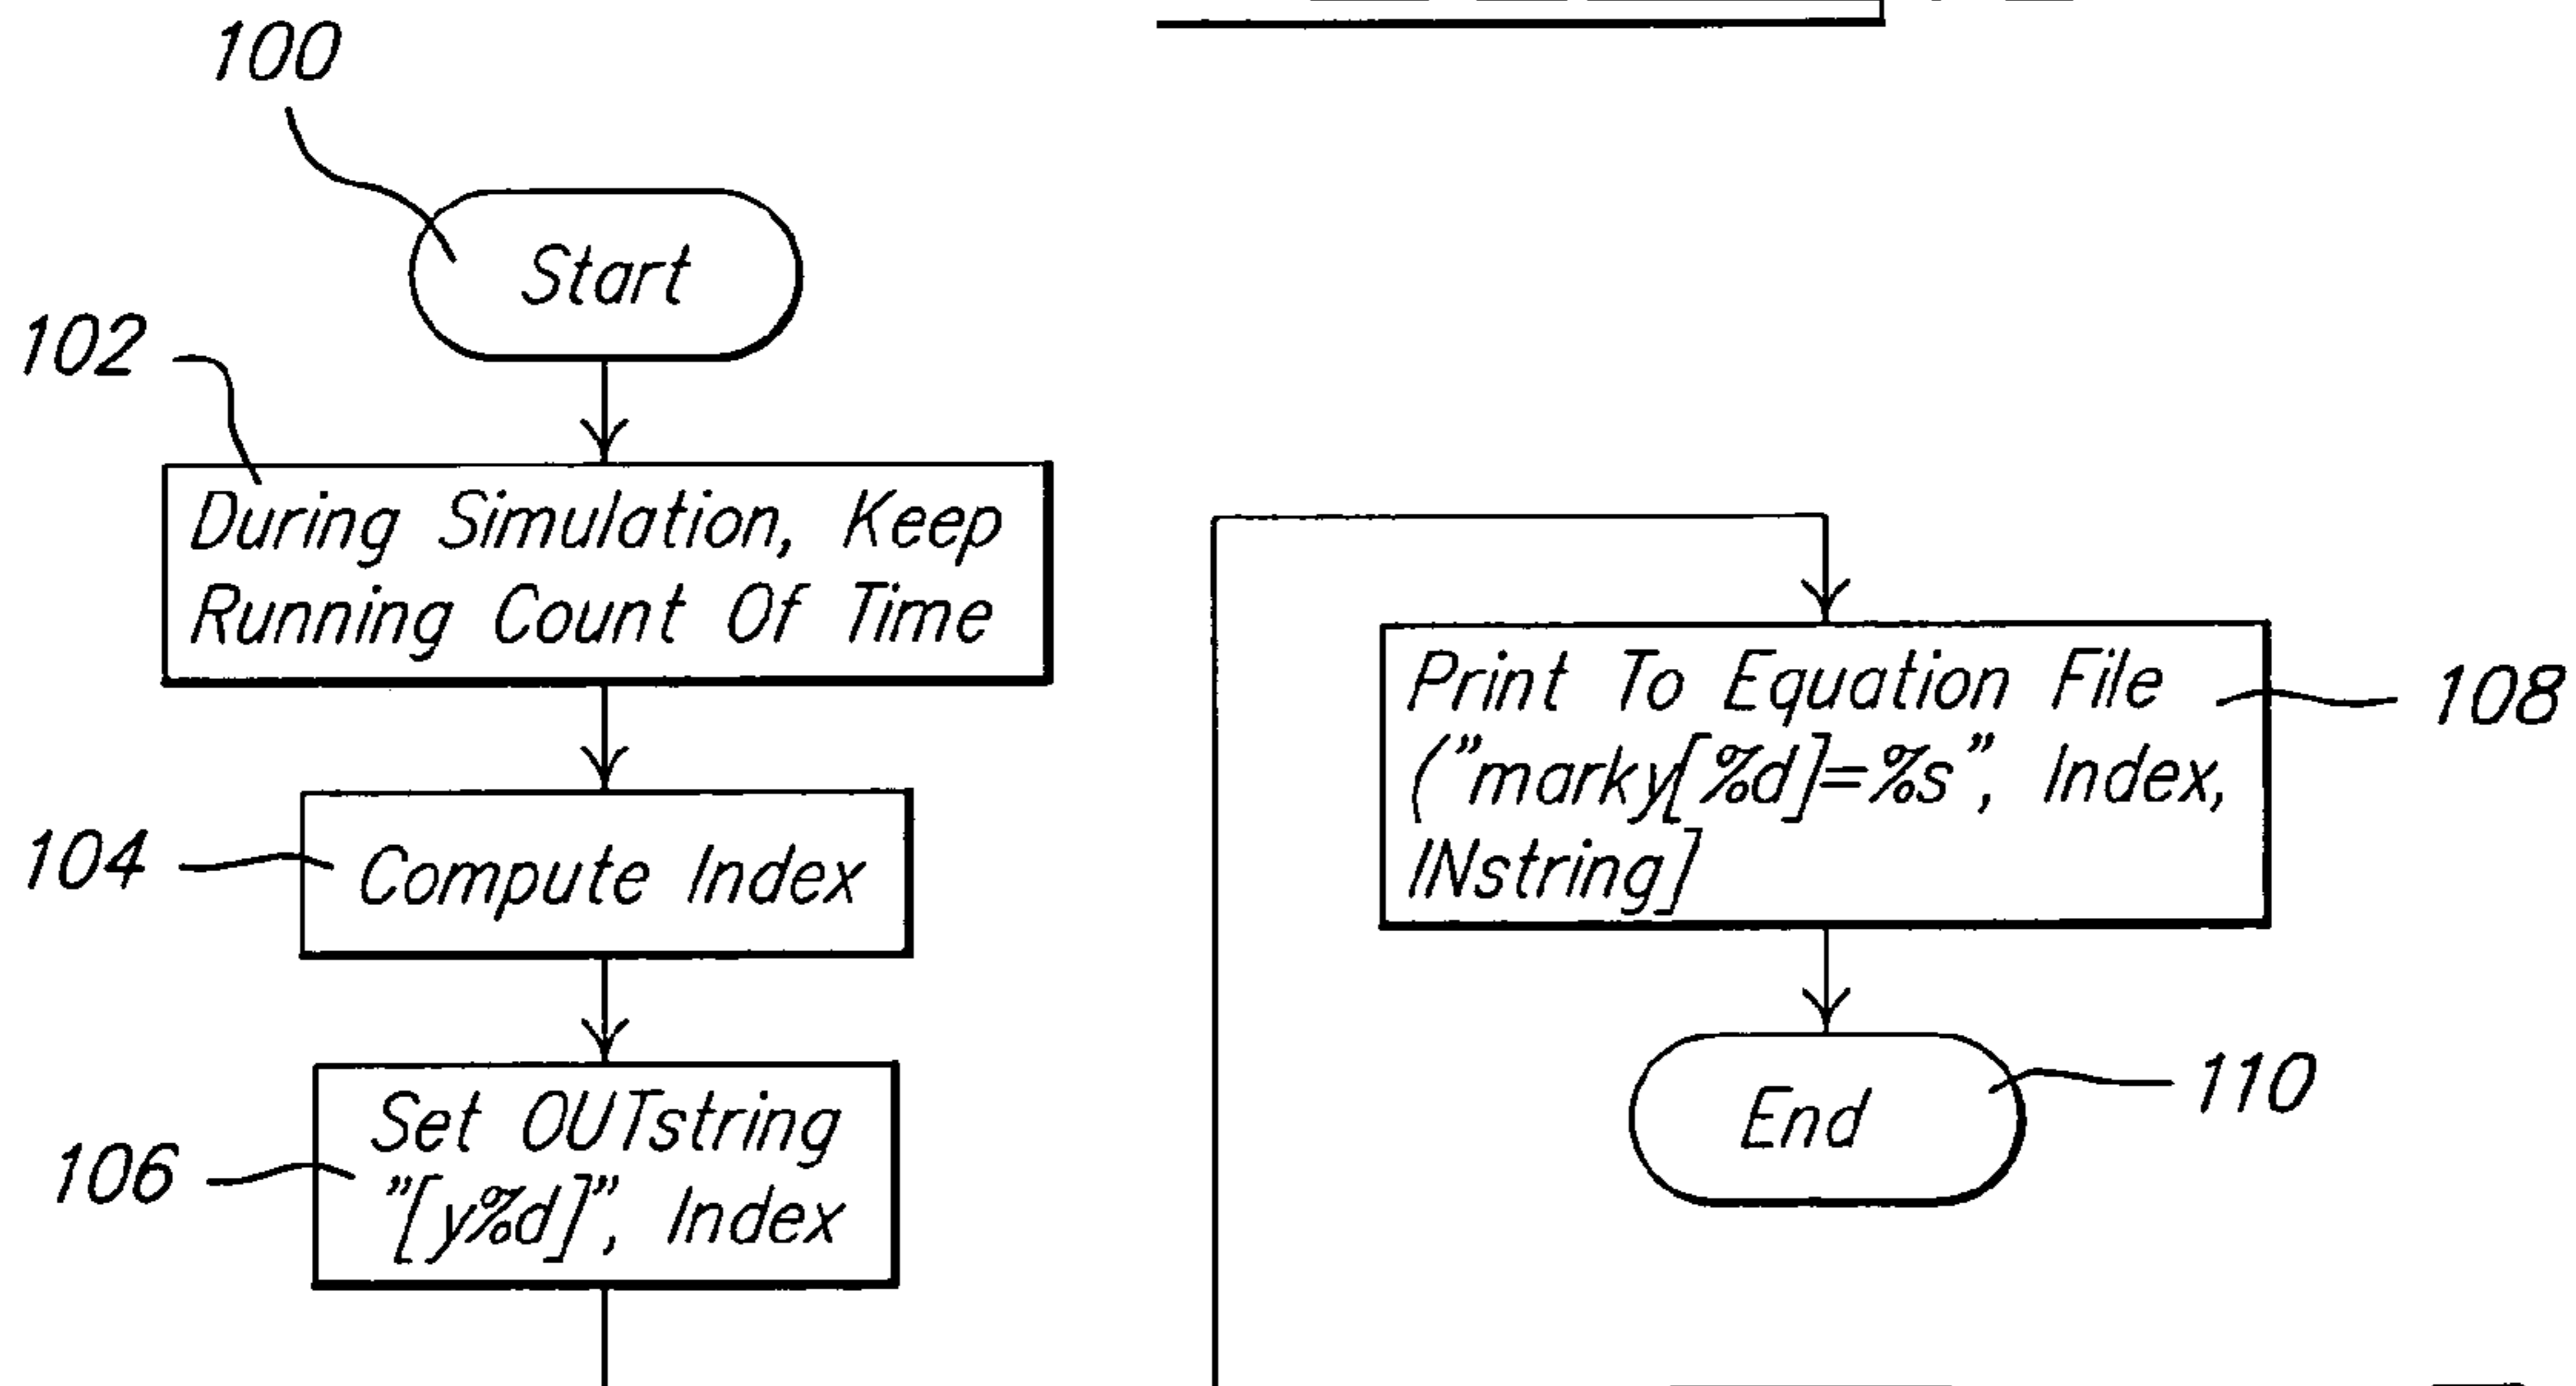 100
Start
102
During Simulation, Keep
Running Count Of Time
104
Compute Index
106
Set OUTstring
"[y%d]", Index
Print To Equation File
("marky[%d]=%s", Index,
INstring]
108
End
110